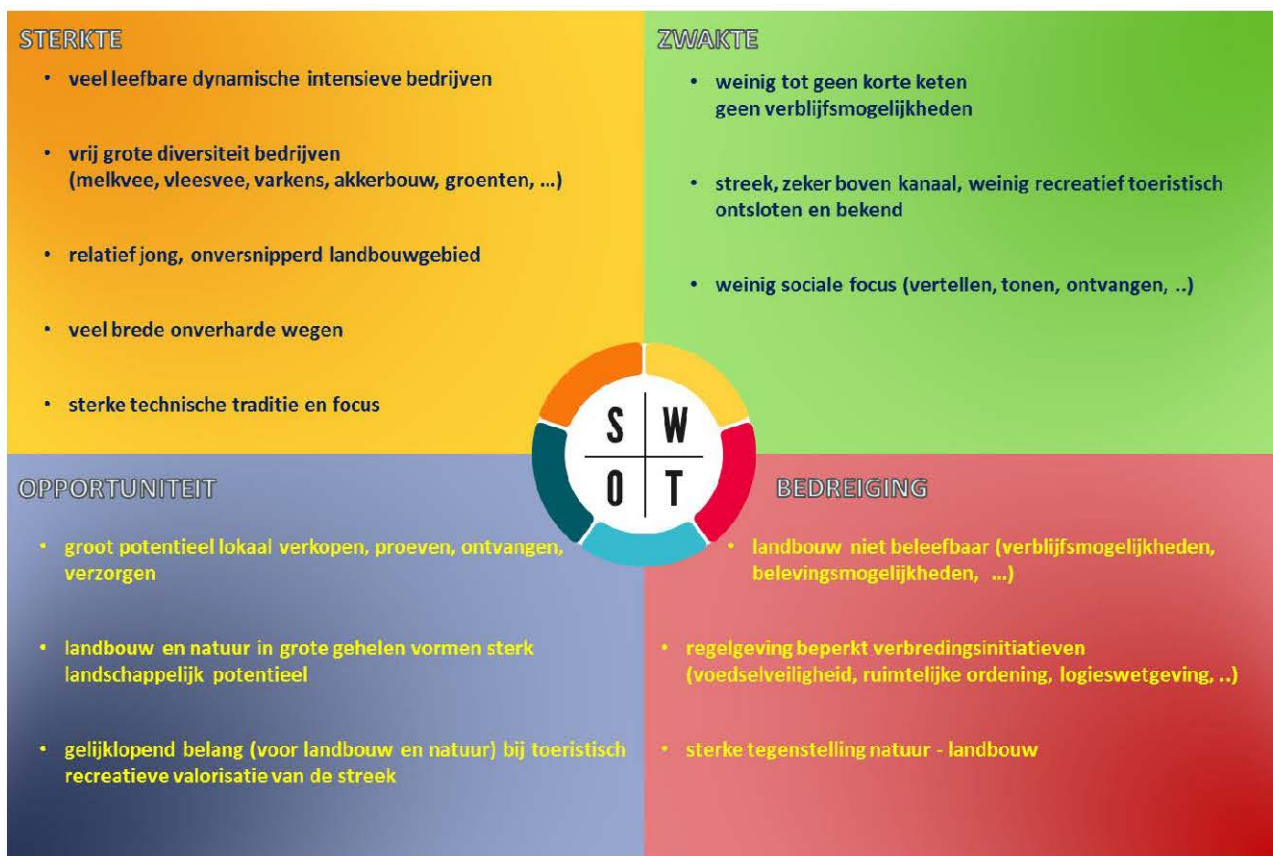 STERKTE
• veel leefbare dynamische intensieve bedrijven
• vrij grote diversiteit bedrijven
(melkvee, vleesvee, varkens, akkerbouw, groenten, ...)
• relatief jong, onversnipperd landbouwgebied
• veel brede onverharde wegen
• sterke technische traditie en focus
ZWAKTE
• weinig tot geen korte keten
geen verblijfsmogelijkheden
• streek, zeker boven kanaal, weinig recreatief toeristisch
ontsloten en bekend
• weinig sociale focus (vertellen, tonen, ontvangen, ..)
S W
O T
OPPORTUNITEIT
• groot potentieel lokaal verkopen, proeven, ontvangen,
verzorgen
• landbouw en natuur in grote gehelen vormen sterk
landschappelijk potentieel
• gelijklopend belang (voor landbouw en natuur) bij toeristisch
recreatieve valorisatie van de streek
BEDREIGING
• landbouw niet beleefbaar (verblijfsmogelijkheden,
belevingsmogelijkheden, ...)
• regelgeving beperkt verbredingsinitiatieven
(voedselveiligheid, ruimtelijke ordening, logieswetgeving, ..)
• sterke tegenstelling natuur - landbouw